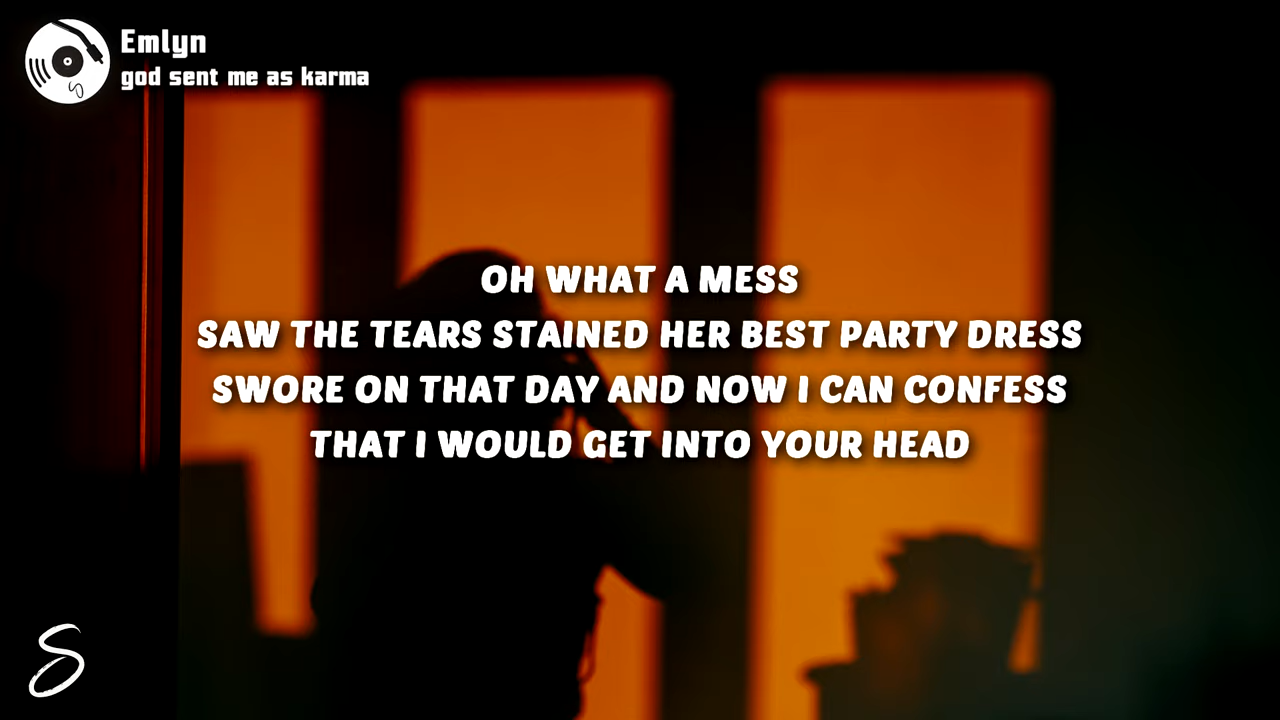 Emlyn
god sent me as karma
OH WHAT A MESS
SAW THE TEARS STAINED HER BEST PARTY DRESS
SWORE ON THAT DAY AND NOW I CAN CONFESS
THAT I WOULD GET INTO YOUR HEAD
S